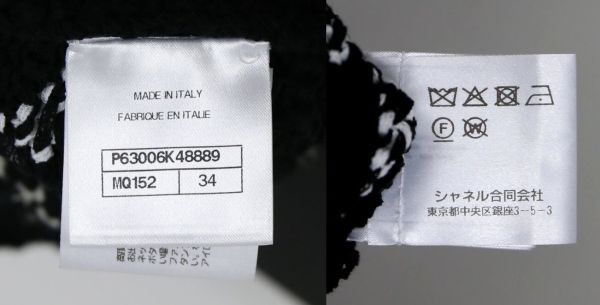 MADE IN ITALY
FABRIQUE EN ITALIE
P63006K48889
MQ152 34
F
W
シャネル合同会社
東京都中央区銀座3-5-3